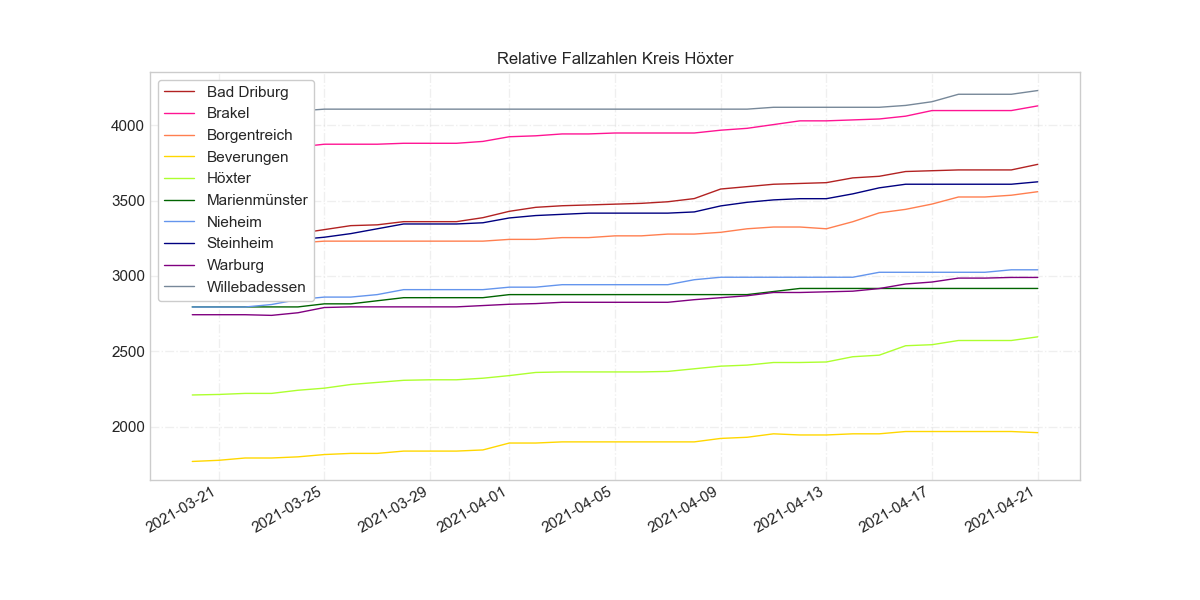 Relative Fallzahlen Kreis Höxter
Bad Driburg
Brakel
Borgentreich
Beverungen
Höxter
Marienmünster
Nieheim
Steinheim
Warburg
Willebadessen
4000
3500
3000
2500
2000
2021-03-21
2021-03-25
2021-03-29
2021-04-01
2021-04-05
2021-04-09
2021-04-13
2021-04-17
2021-04-21